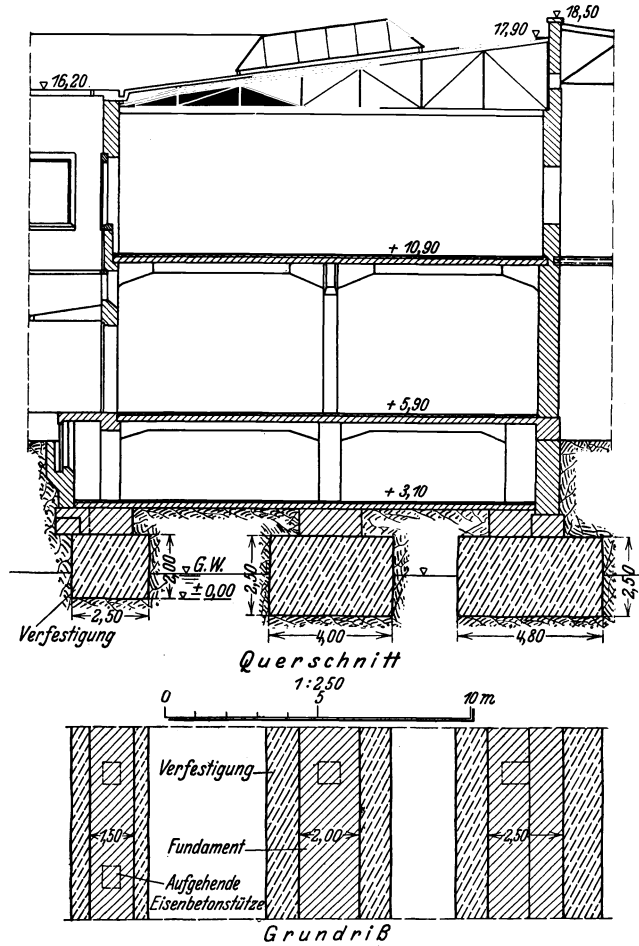 18,50
17,90
16,20
+ 10,90
+ 5,90
+ 3,10
2,00
G.W.
± 0,00
2,50
2,50
4,00
4,80
2,50
Verfestigung
Querschnitt
1:250
0 5 10 m
Verfestigung
1,50
2,00
2,50
Fundament
Aufgehende
Eisenbetonstütze
Grundriß